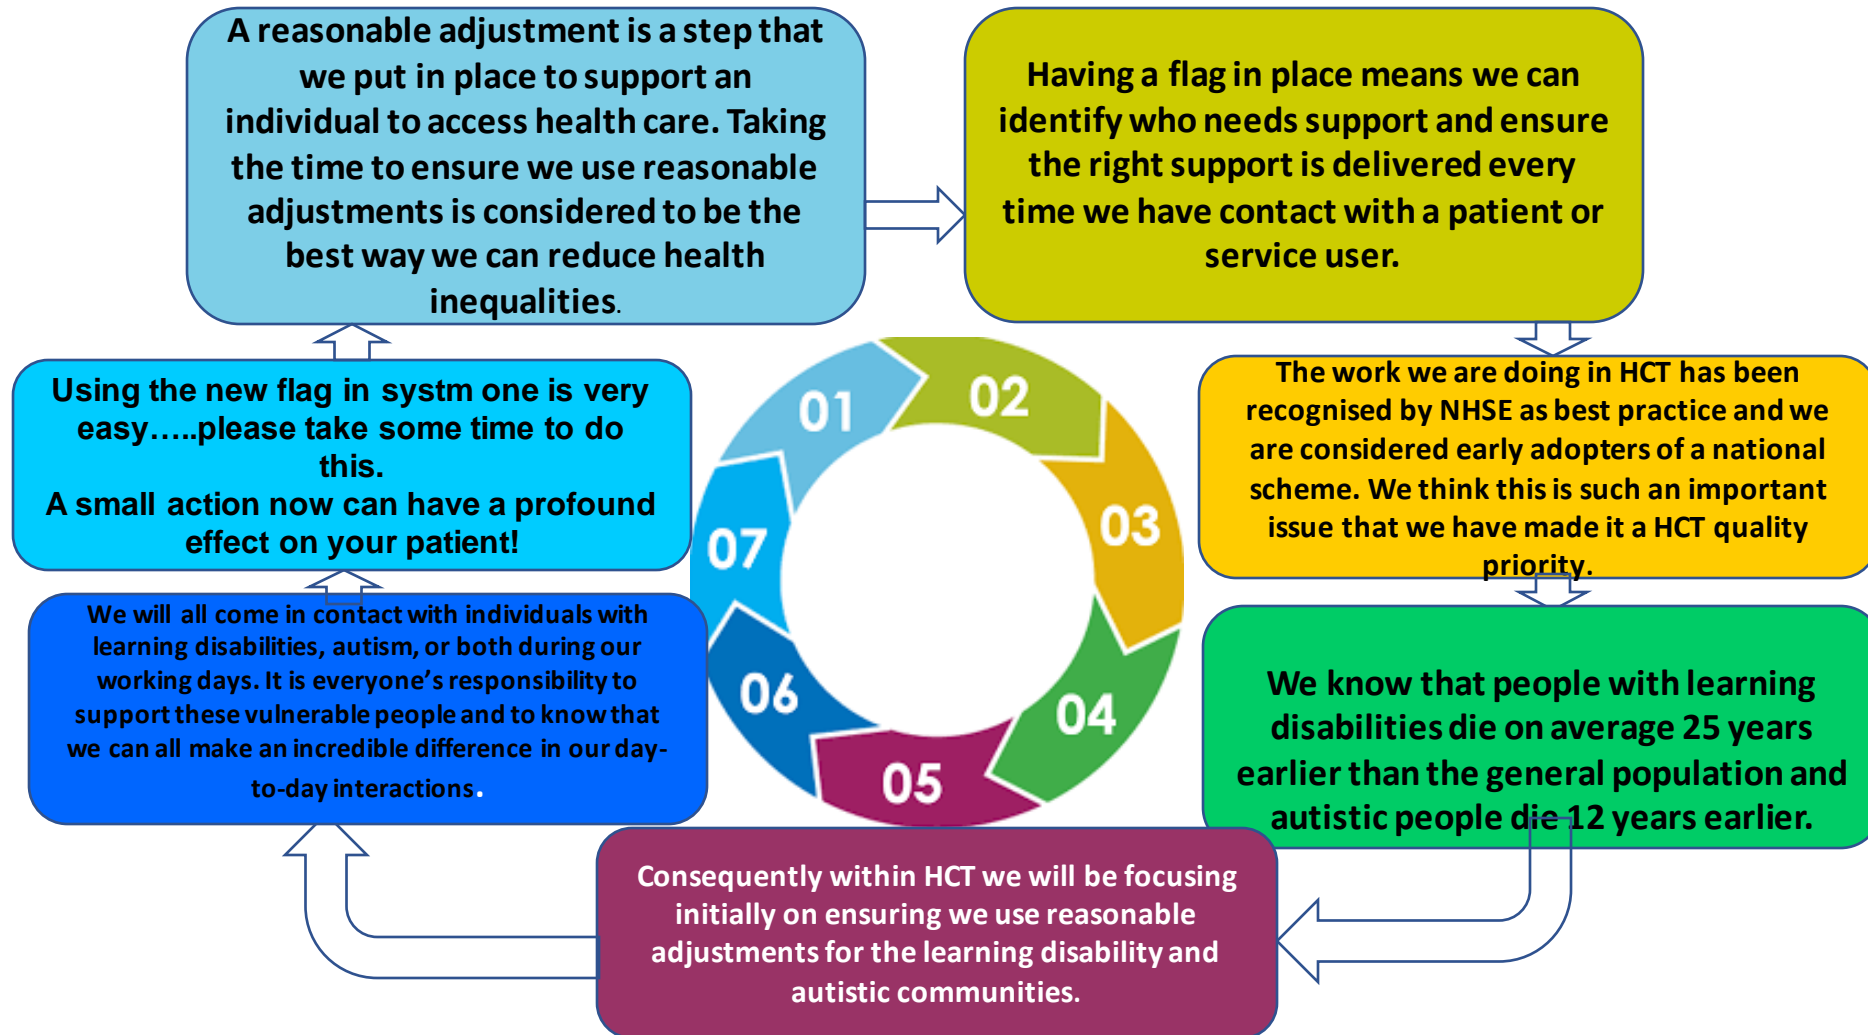 A reasonable adjustment is a step that
we put in place to support an
individual to access health care. Taking
the time to ensure we use reasonable
adjustments is considered to be the
best way we can reduce health
inequalities.
Having a flag in place means we can
identify who needs support and ensure
the right support is delivered every
time we have contact with a patient or
service user.
The work we are doing in HCT has been
recognised by NHSE as best practice and we
are considered early adopters of a national
scheme. We think this is such an important
issue that we have made it a HCT quality
priority.
We know that people with learning
disabilities die on average 25 years
earlier than the general population and
autistic people die 12 years earlier.
Consequently within HCT we will be focusing
initially on ensuring we use reasonable
adjustments for the learning disability and
autistic communities.
We will all come in contact with individuals with
learning disabilities, autism, or both during our
working days. It is everyone’s responsibility to
support these vulnerable people and to know that
we can all make an incredible difference in our day-
to-day interactions.
Using the new flag in systm one is very
easy…..please take some time to do
this.
A small action now can have a profound
effect on your patient!
01
02
03
04
05
06
07